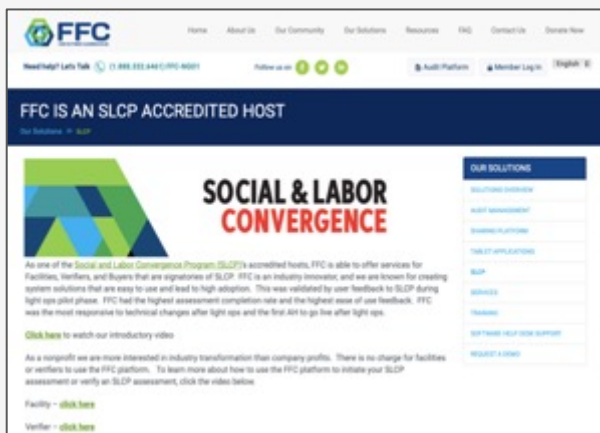 FFC
Home About Us Our Community Our Solutions Resources FAQ Contact Us Donate Now
Need help? Let's Talk
Follow us on
Audit Platform
Member Log In
English
FFC IS AN SLCP ACCREDITED HOST
Our Solutions SLCP
SOCIAL & LABOR
CONVERGENCE
As one of the Social and Labor Convergence Program (SLCP)'s accredited hosts, FFC is able to offer services for
Facilities, Verifiers, and Buyers that are signatories of SLCP. FFC is an industry innovator, and we are known for creating
system solutions that are easy to use and lead to high adoption. This was validated by user feedback to SLCP during
light ops pilot phase. FFC had the highest assessment completion rate and the highest ease of use feedback. FFC
was the most responsive to technical changes after light ops and the first AH to go live after light ops.
Click here to watch our introductory video
As a nonprofit we are more interested in industry transformation than company profits. There is no charge for facilities
or verifiers to use the FFC platform. To learn more about how to use the FFC platform to initiate your SLCP
assessment or verify an SLCP assessment, click the video below.
Facility – click here
Verifier – click here
OUR SOLUTIONS
SOLUTIONS OVERVIEW
AUDIT MANAGEMENT
SHARING PLATFORM
TABLET APPLICATIONS
SLCP
SERVICES
TRAINING
SOFTWARE HELP DESK SUPPORT
REQUEST A DEMO